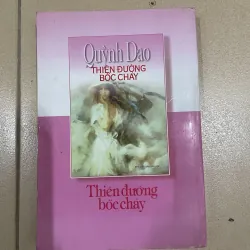 Quỳnh Dao
THIÊN ĐƯỜNG
BỐC CHÁY
Thiên đường
bốc cháy